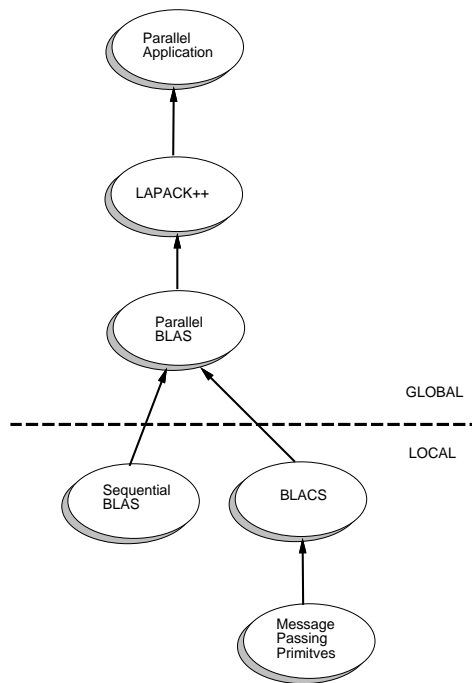 Parallel
Application
LAPACK++
Parallel
BLAS
GLOBAL
LOCAL
Sequential
BLAS
BLACS
Message
Passing
Primitves